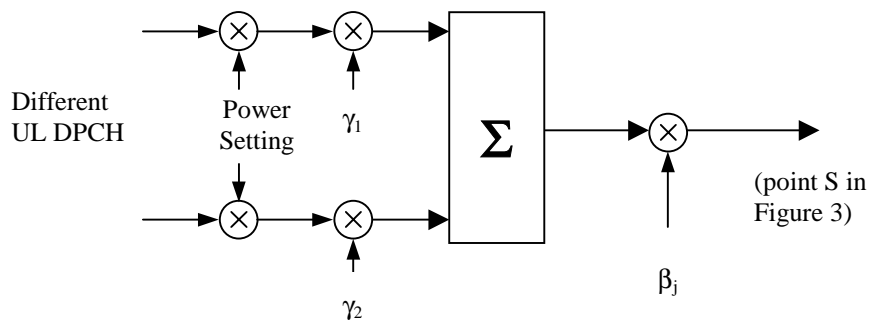 Different
UL DPCH
Power
Setting
γ1
γ2
Σ
βj
(point S in
Figure 3)